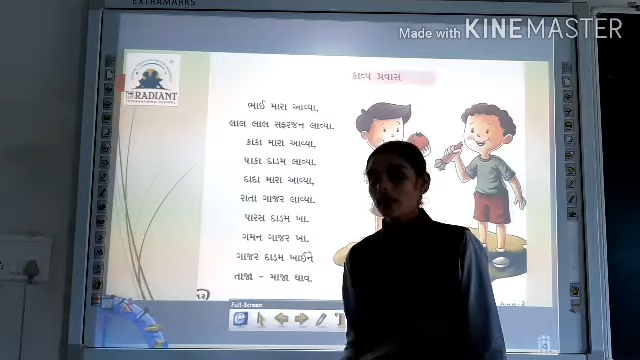 EXTRAMARKS
Made with KINEMASTER
THE RADIANT
INTERNATIONAL SCHOOL
કાવ્ય પ્રવાસ
ભાઈ મારા આવ્યા,
લાલ લાલ સફરજન લાવ્યા.
કાકા મારા આવ્યા,
પાકા દાડમ લાવ્યા.
દાદા મારા આવ્યા,
રાતા ગાજર લાવ્યા.
પારસ દાડમ ખા.
ગમન ગાજર ખા.
ગાજર દાડમ ખાઈને
તાજા - માજા થાવ.
Full-Screen